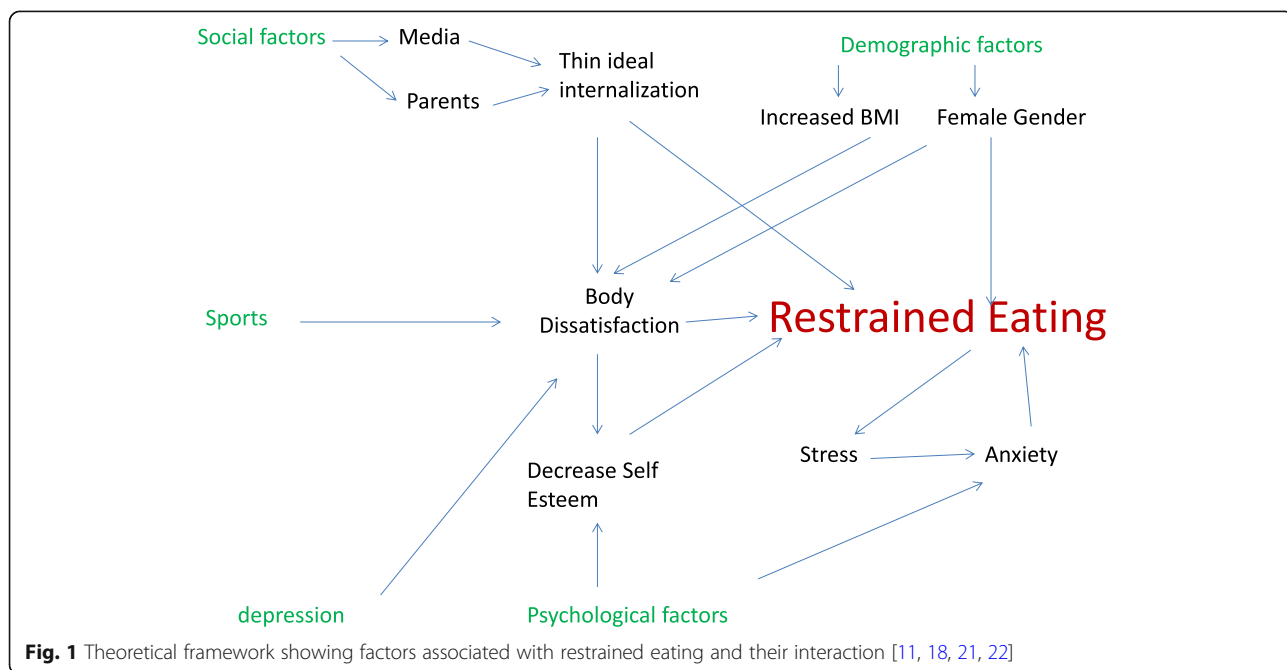 Social factors
Media
Parents
Thin ideal
internalization
Demographic factors
Increased BMI
Female Gender
Sports
Body
Dissatisfaction
Restrained Eating
Decrease Self
Esteem
Stress
Anxiety
depression
Psychological factors
Fig. 1 Theoretical framework showing factors associated with restrained eating and their interaction [11, 18, 21, 22]